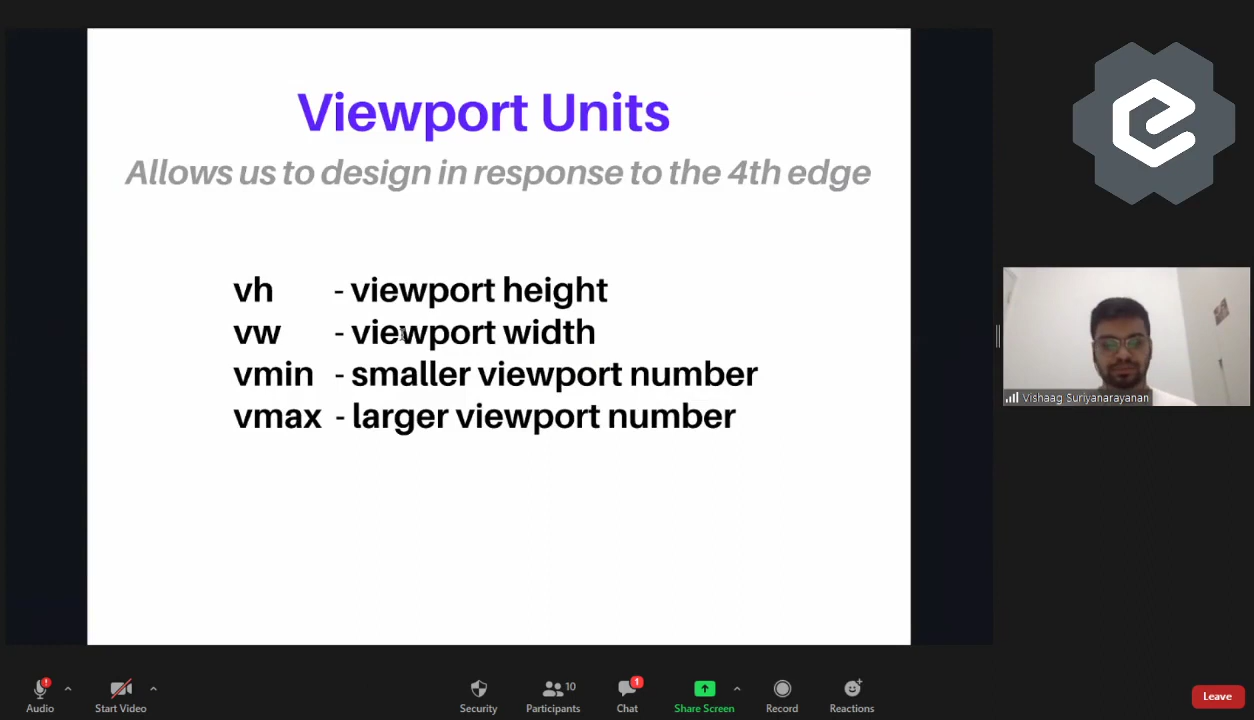 Viewport Units
Allows us to design in response to the 4th edge
vh - viewport height
vw - viewport width
vmin - smaller viewport number
vmax - larger viewport number
Vishaag Suriyanarayanan
Audio
Start Video
Security
10
Participants
1
Chat
Share Screen
Record
Reactions
Leave